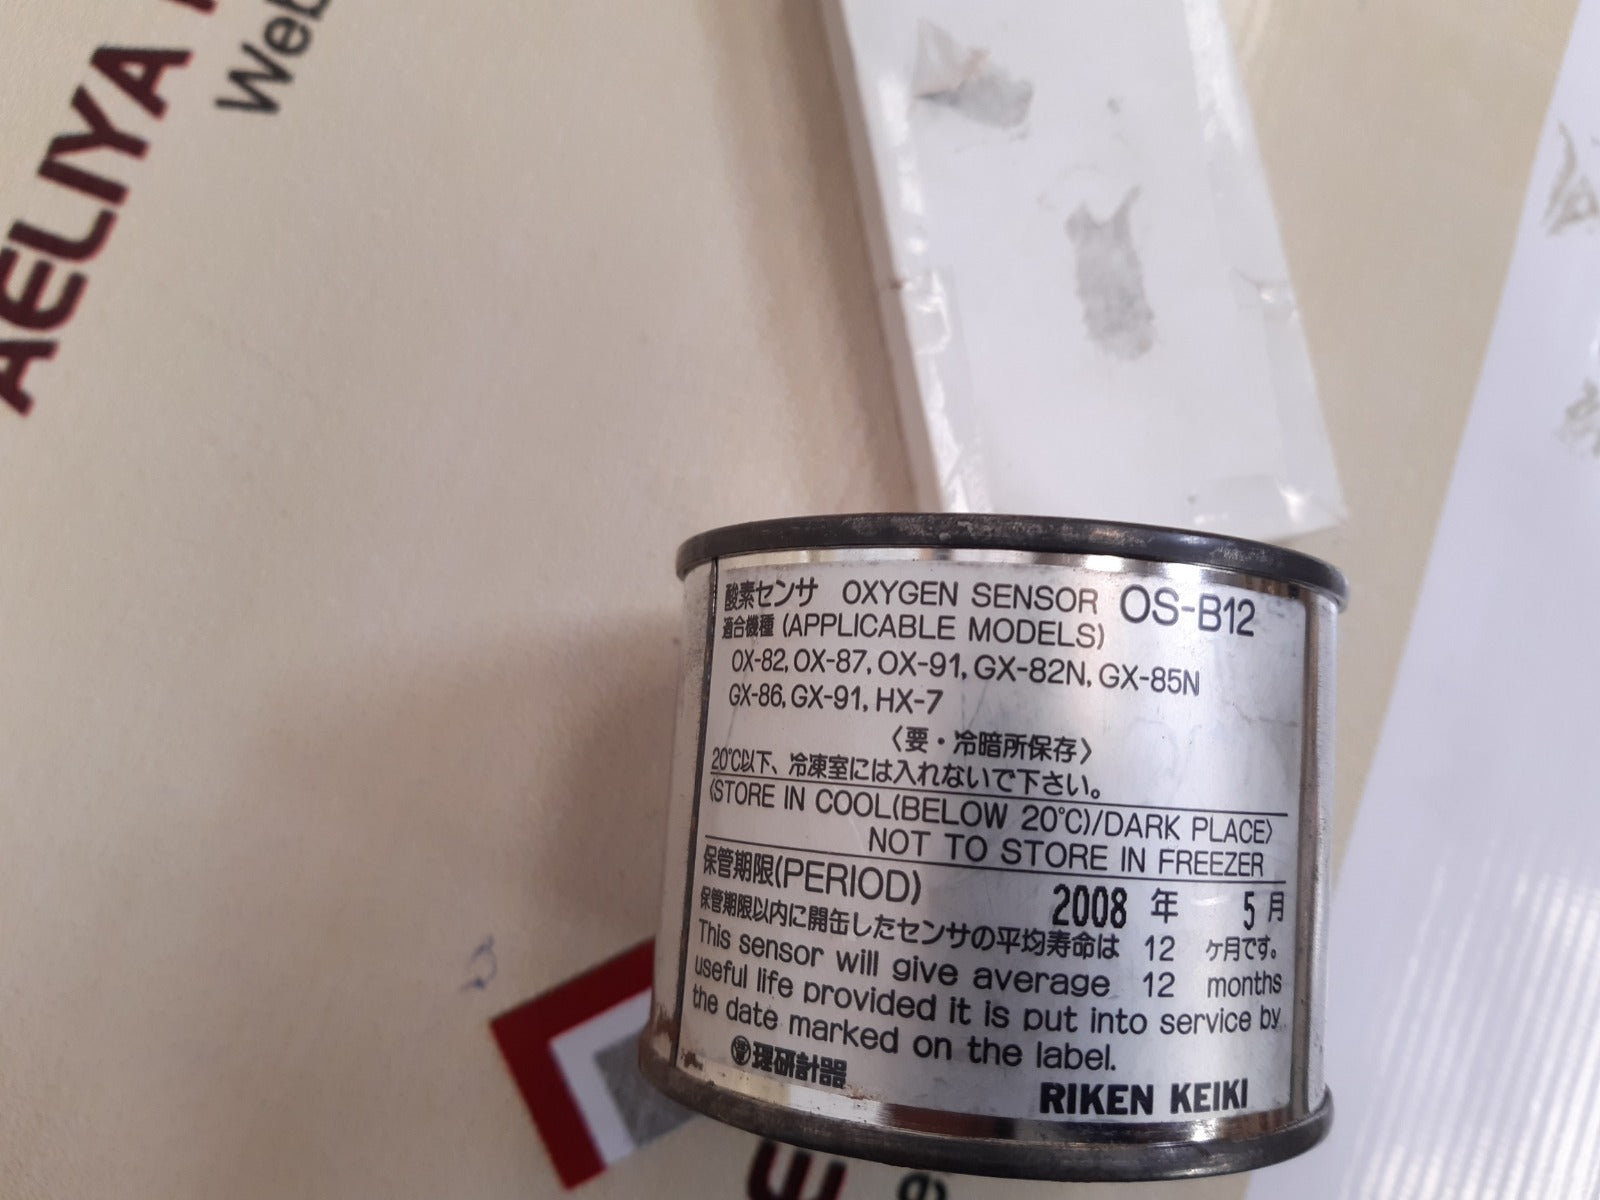 AELIYA
Web
酸素センサ OXYGEN SENSOR OS-B12
適合機種 (APPLICABLE MODELS)
OX-82, OX-87, OX-91, GX-82N, GX-85N
GX-86, GX-91, HX-7
〈要・冷暗所保存〉
20℃以下、冷凍室には入れないで下さい。
〈STORE IN COOL(BELOW 20℃)/DARK PLACE〉
NOT TO STORE IN FREEZER
保管期限(PERIOD) 2008 年 5 月
保管期限以内に開缶したセンサの平均寿命は 12 ヶ月です。
This sensor will give average 12 months
useful life provided it is put into service by
the date marked on the label.
理研計器
RIKEN KEIKI